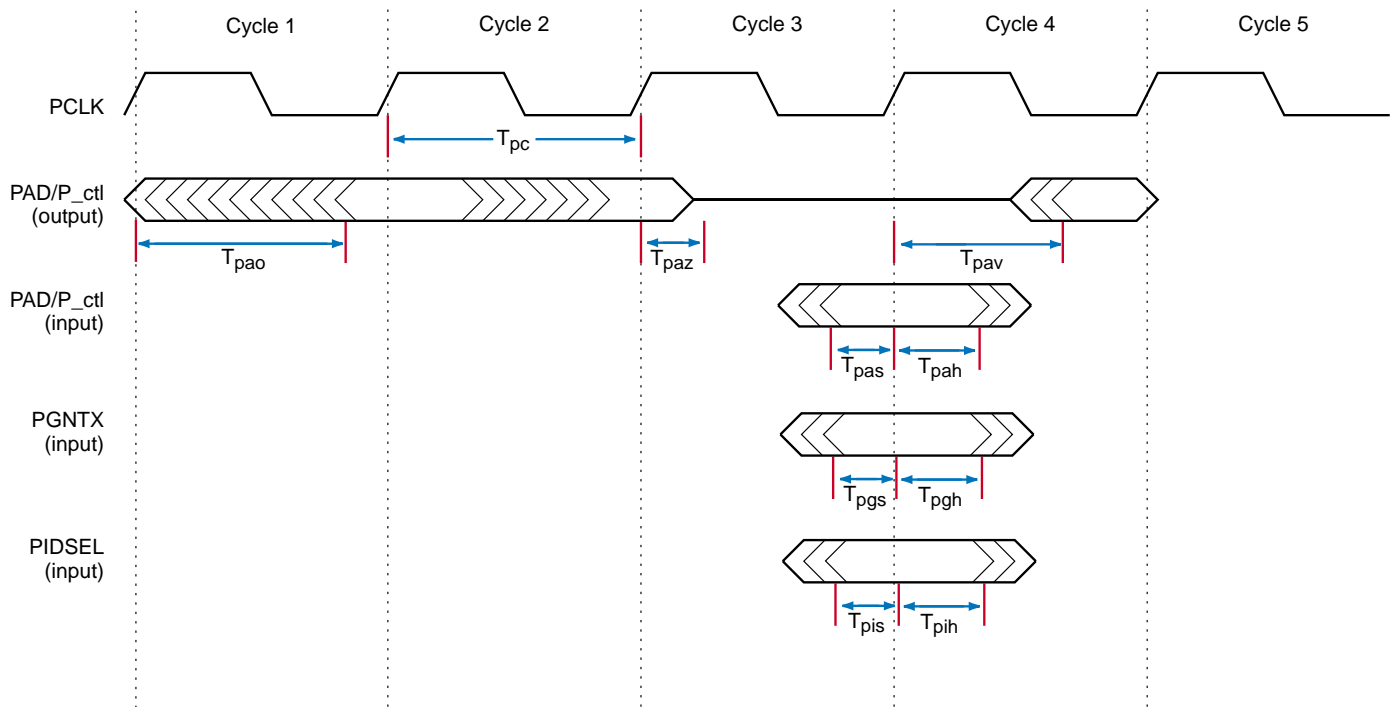 Cycle 1
Cycle 2
Cycle 3
Cycle 4
Cycle 5
PCLK
Tpc
PAD/P_ctl
(output)
Tpao
Tpaz
Tpav
PAD/P_ctl
(input)
Tpas
Tpah
PGNTX
(input)
Tpgs
Tpgh
PIDSEL
(input)
Tpis
Tpih